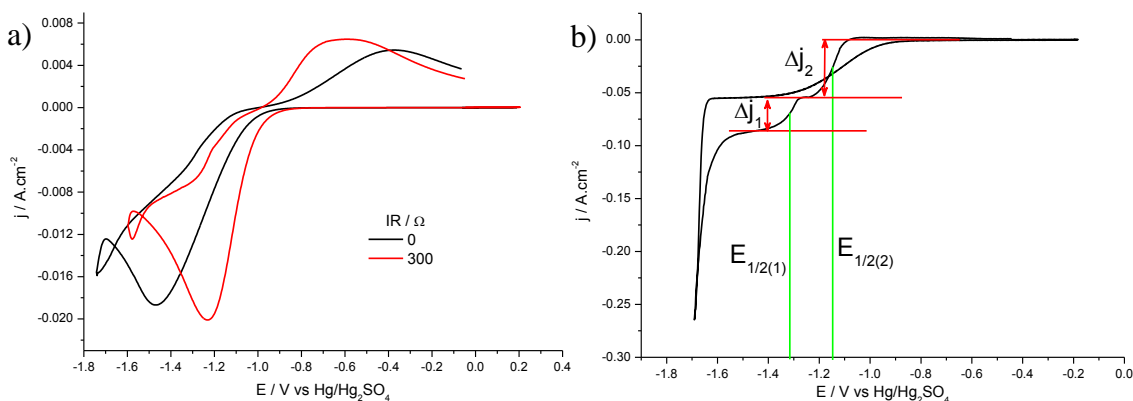 a)
0.008
0.004
0.000
-0.004
-0.008
-0.012
-0.016
-0.020
j / A.cm⁻²
IR / Ω
0
300
-1.8 -1.6 -1.4 -1.2 -1.0 -0.8 -0.6 -0.4 -0.2 0.0 0.2 0.4
E / V vs Hg/Hg₂SO₄
b)
0.00
-0.05
-0.10
-0.15
-0.20
-0.25
-0.30
j / A.cm⁻²
Δj₂
Δj₁
E₁/₂(₁)
E₁/₂(₂)
-1.8 -1.6 -1.4 -1.2 -1.0 -0.8 -0.6 -0.4 -0.2 0.0
E / V vs Hg/Hg₂SO₄